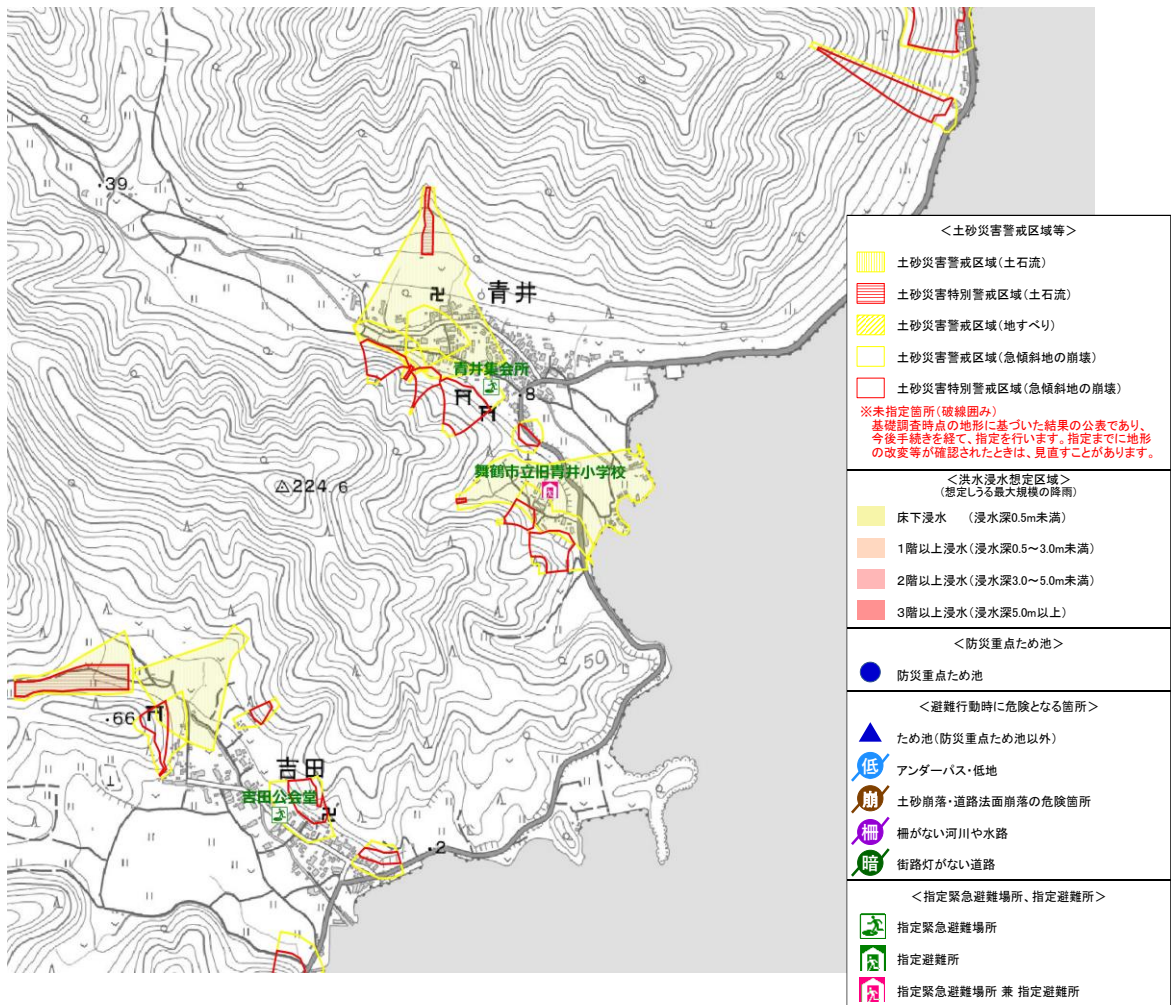 ・39
青井
青井集会所
・8
舞鶴市立旧青井小学校
224.6
50
・66
吉田
吉田公会堂
・2
＜土砂災害警戒区域等＞
土砂災害警戒区域(土石流)
土砂災害特別警戒区域(土石流)
土砂災害警戒区域(地すべり)
土砂災害警戒区域(急傾斜地の崩壊)
土砂災害特別警戒区域(急傾斜地の崩壊)
※未指定箇所(破線囲み)
基礎調査時点の地形に基づいた結果の公表であり、
今後手続きを経て、指定を行います。指定までに地形
の改変等が確認されたときは、見直すことがあります。
＜洪水浸水想定区域＞
(想定しうる最大規模の降雨)
床下浸水　(浸水深0.5m未満)
1階以上浸水(浸水深0.5～3.0m未満)
2階以上浸水(浸水深3.0～5.0m未満)
3階以上浸水(浸水深5.0m以上)
＜防災重点ため池＞
防災重点ため池
＜避難行動時に危険となる箇所＞
ため池(防災重点ため池以外)
低 アンダーパス・低地
崩 土砂崩落・道路法面崩落の危険箇所
柵 柵がない河川や水路
暗 街路灯がない道路
＜指定緊急避難場所、指定避難所＞
指定緊急避難場所
指定避難所
指定緊急避難場所 兼 指定避難所